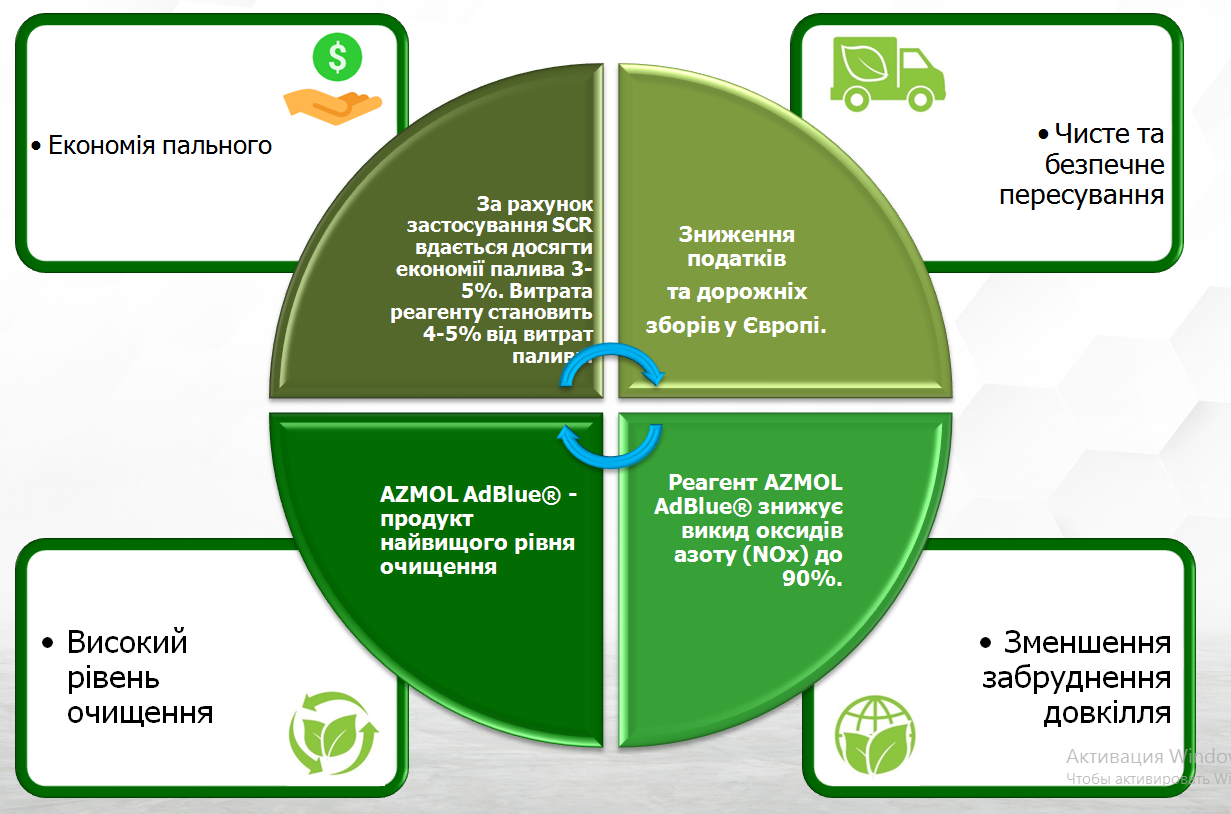 $
• Економія пального
• Чисте та
безпечне
пересування
За рахунок
застосування SCR
вдається досягти
економії палива 3-
5%. Витрата
реагенту становить
4-5% від витрат
палива.
Зниження
податків
та дорожніх
зборів у Європі.
AZMOL AdBlue® -
продукт
найвищого рівня
очищення
Реагент AZMOL
AdBlue® знижує
викид оксидів
азоту (NOx) до
90%.
• Високий
рівень
очищення
• Зменшення
забруднення
довкілля
Активация Windo
Чтобы активировать Wi